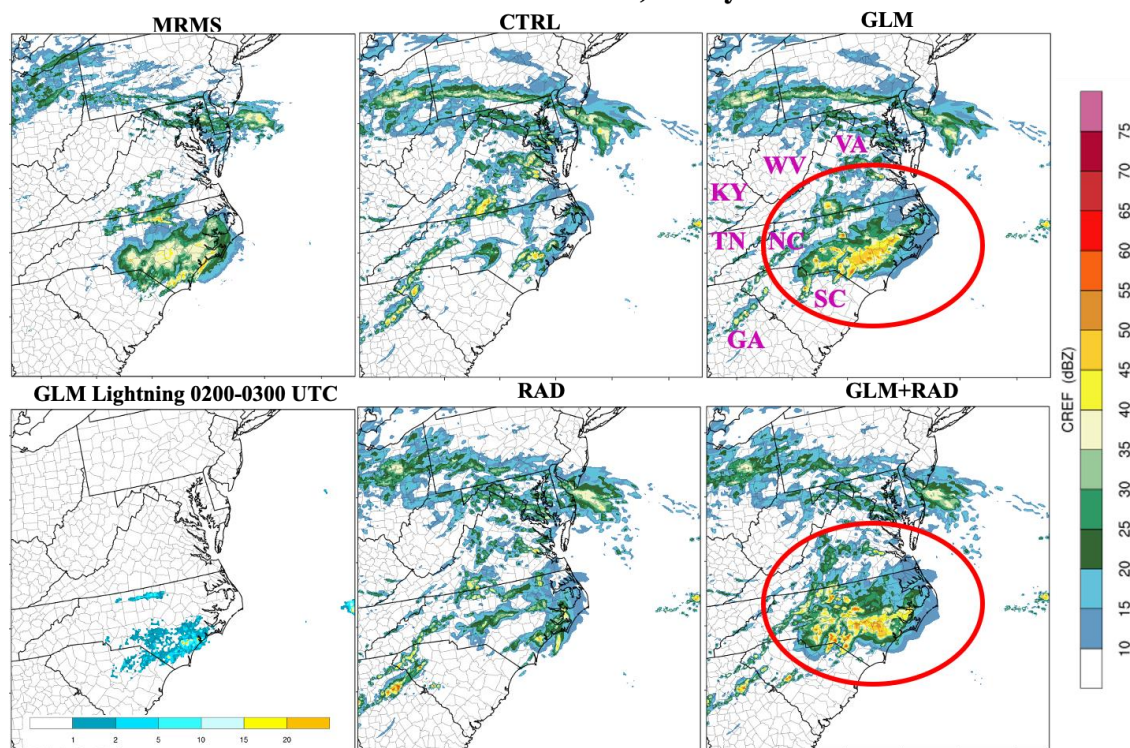 MRMS
CTRL
GLM
VA
WV
KY
TN
NC
SC
GA
GLM Lightning 0200-0300 UTC
RAD
GLM+RAD
1 2 5 10 15 20
75
70
65
60
55
50
45
40
35
30
25
20
15
10
CREF (dBZ)